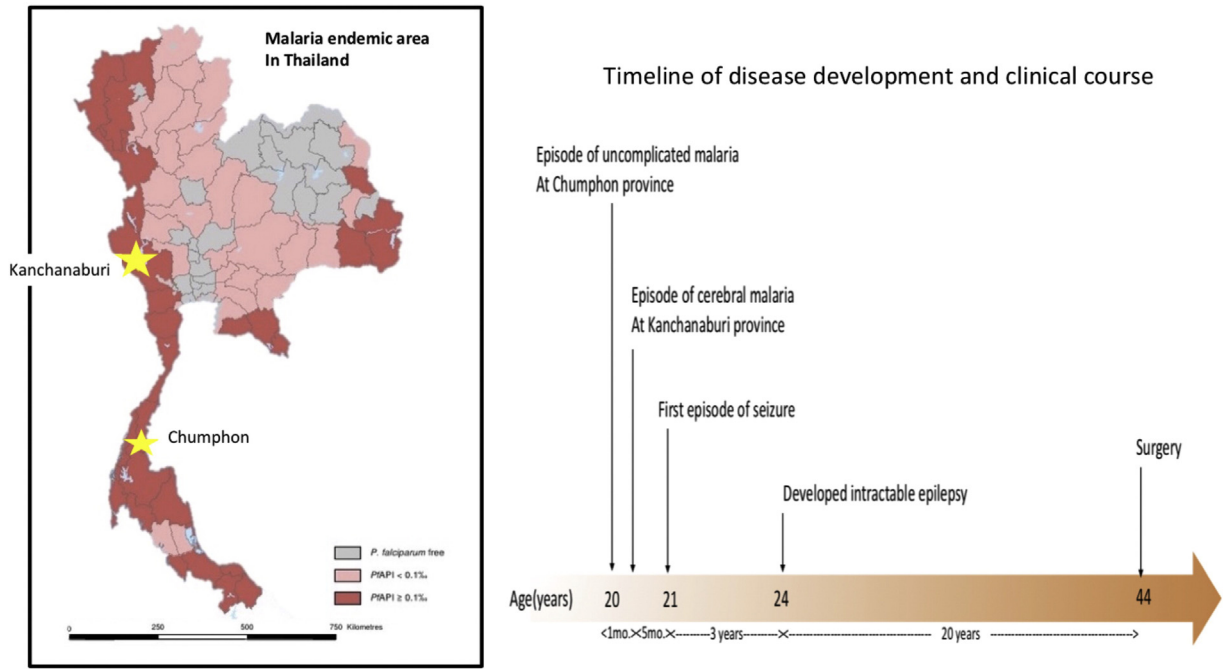 Malaria endemic area
In Thailand
Kanchanaburi
Chumphon
P. falciparum free
PfAPI < 0.1‰
PfAPI ≥ 0.1‰
0 250 500 750 Kilometres
Timeline of disease development and clinical course
Episode of uncomplicated malaria
At Chumphon province
Episode of cerebral malaria
At Kanchanaburi province
First episode of seizure
Developed intractable epilepsy
Surgery
Age(years) 20 21 24 44
<1mo. 5mo. 3 years 20 years